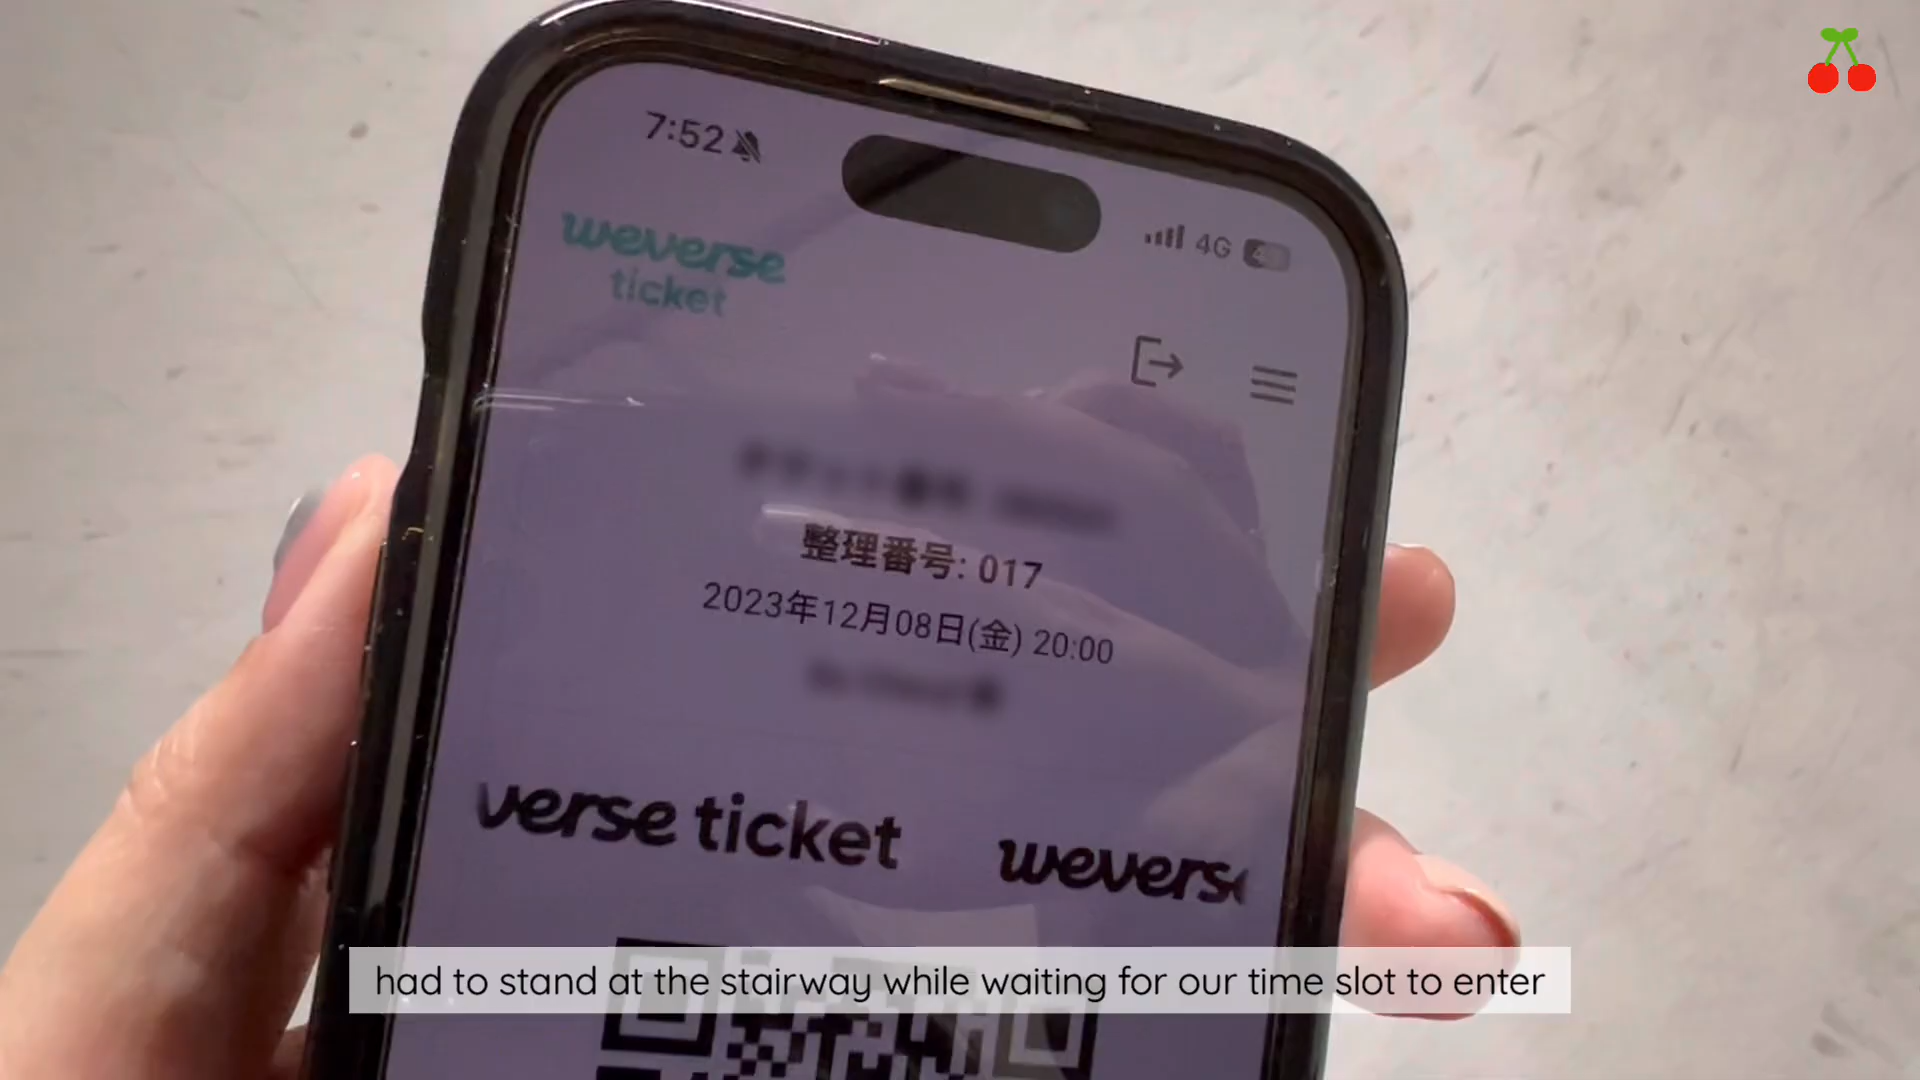 7:52
4G
weverse
ticket
整理番号: 017
2023年12月08日(金) 20:00
verse ticket
weverse
had to stand at the stairway while waiting for our time slot to enter